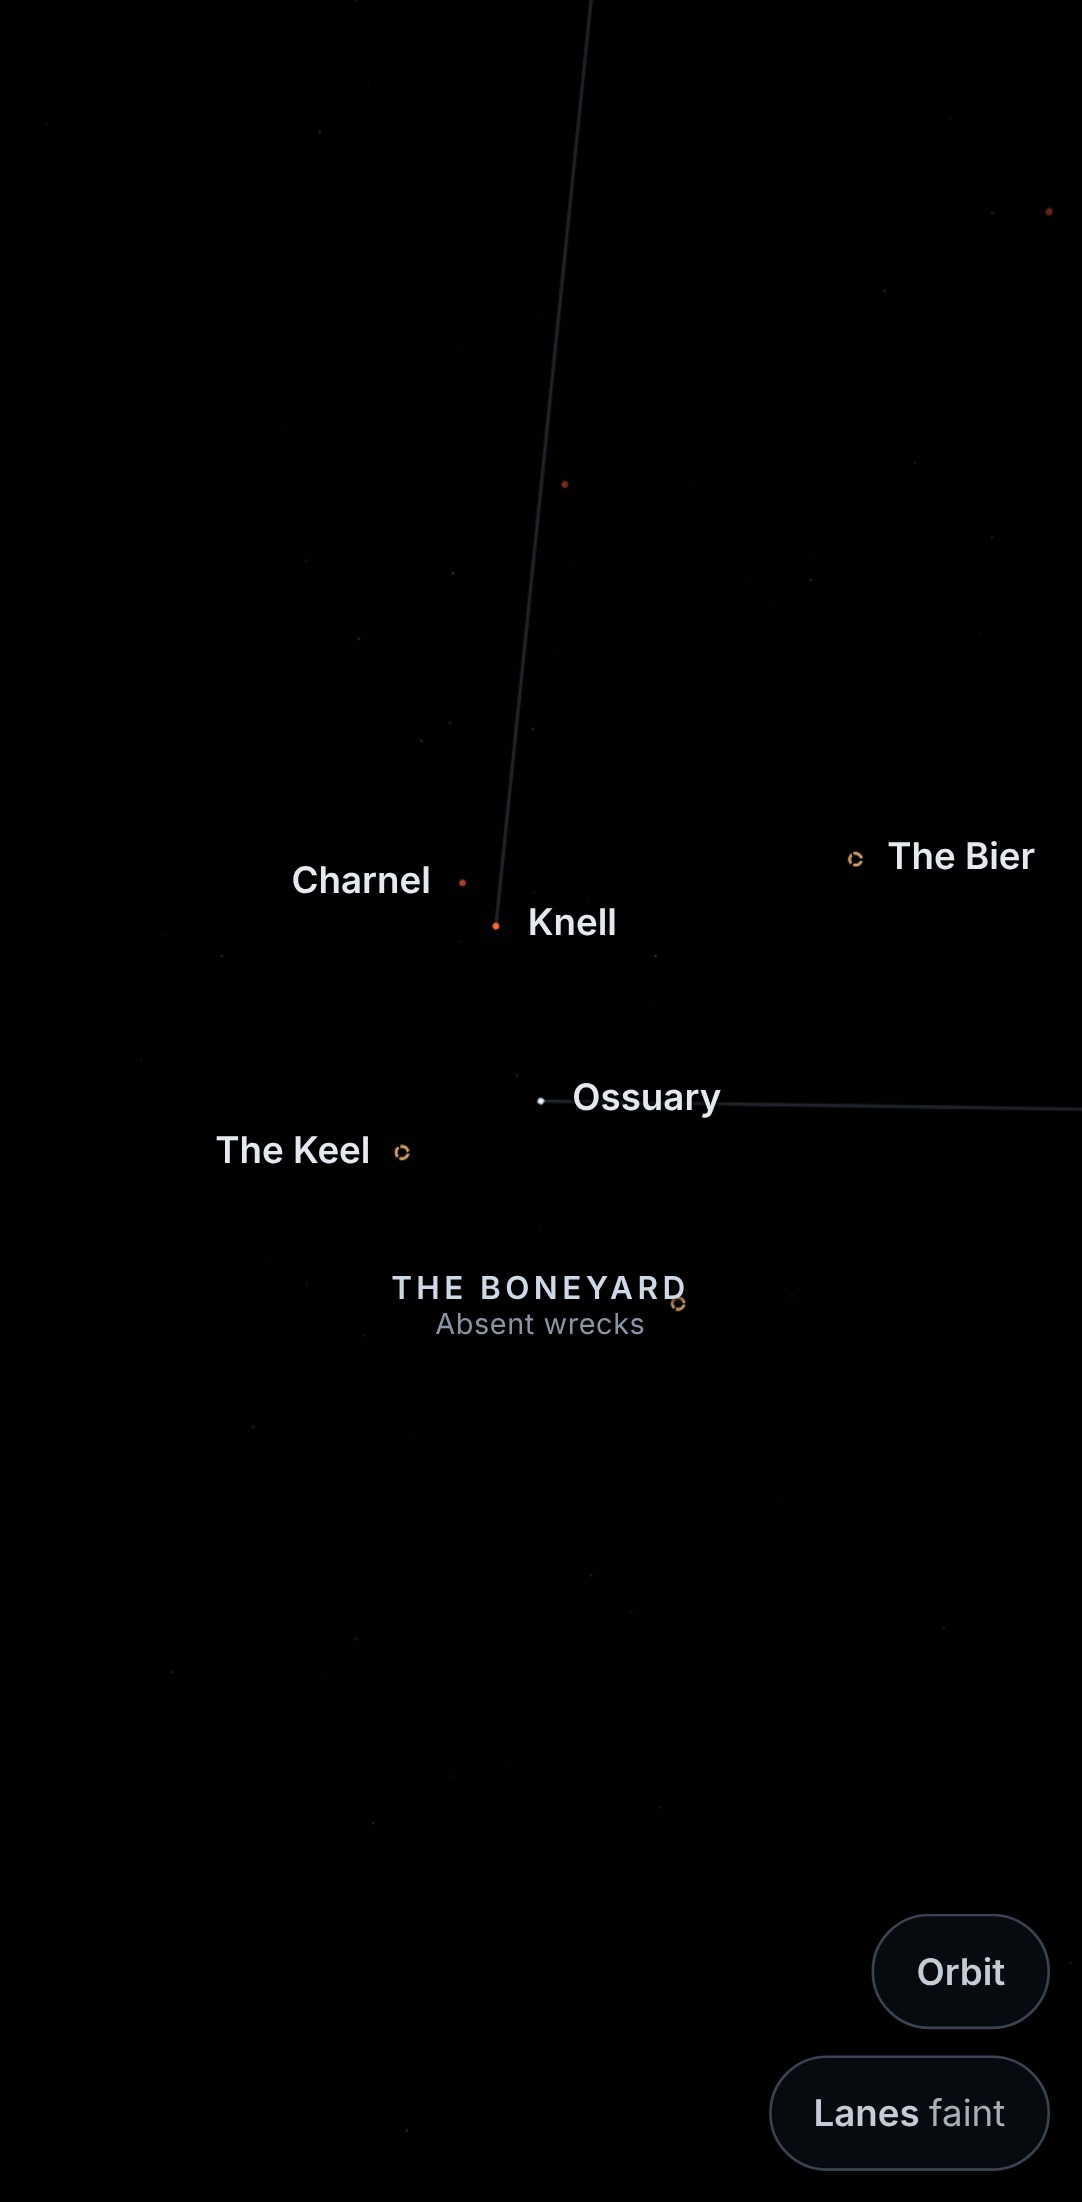 The Bier
Charnel
Knell
Ossuary
The Keel
THE BONEYARD
Absent wrecks
Orbit
Lanes faint